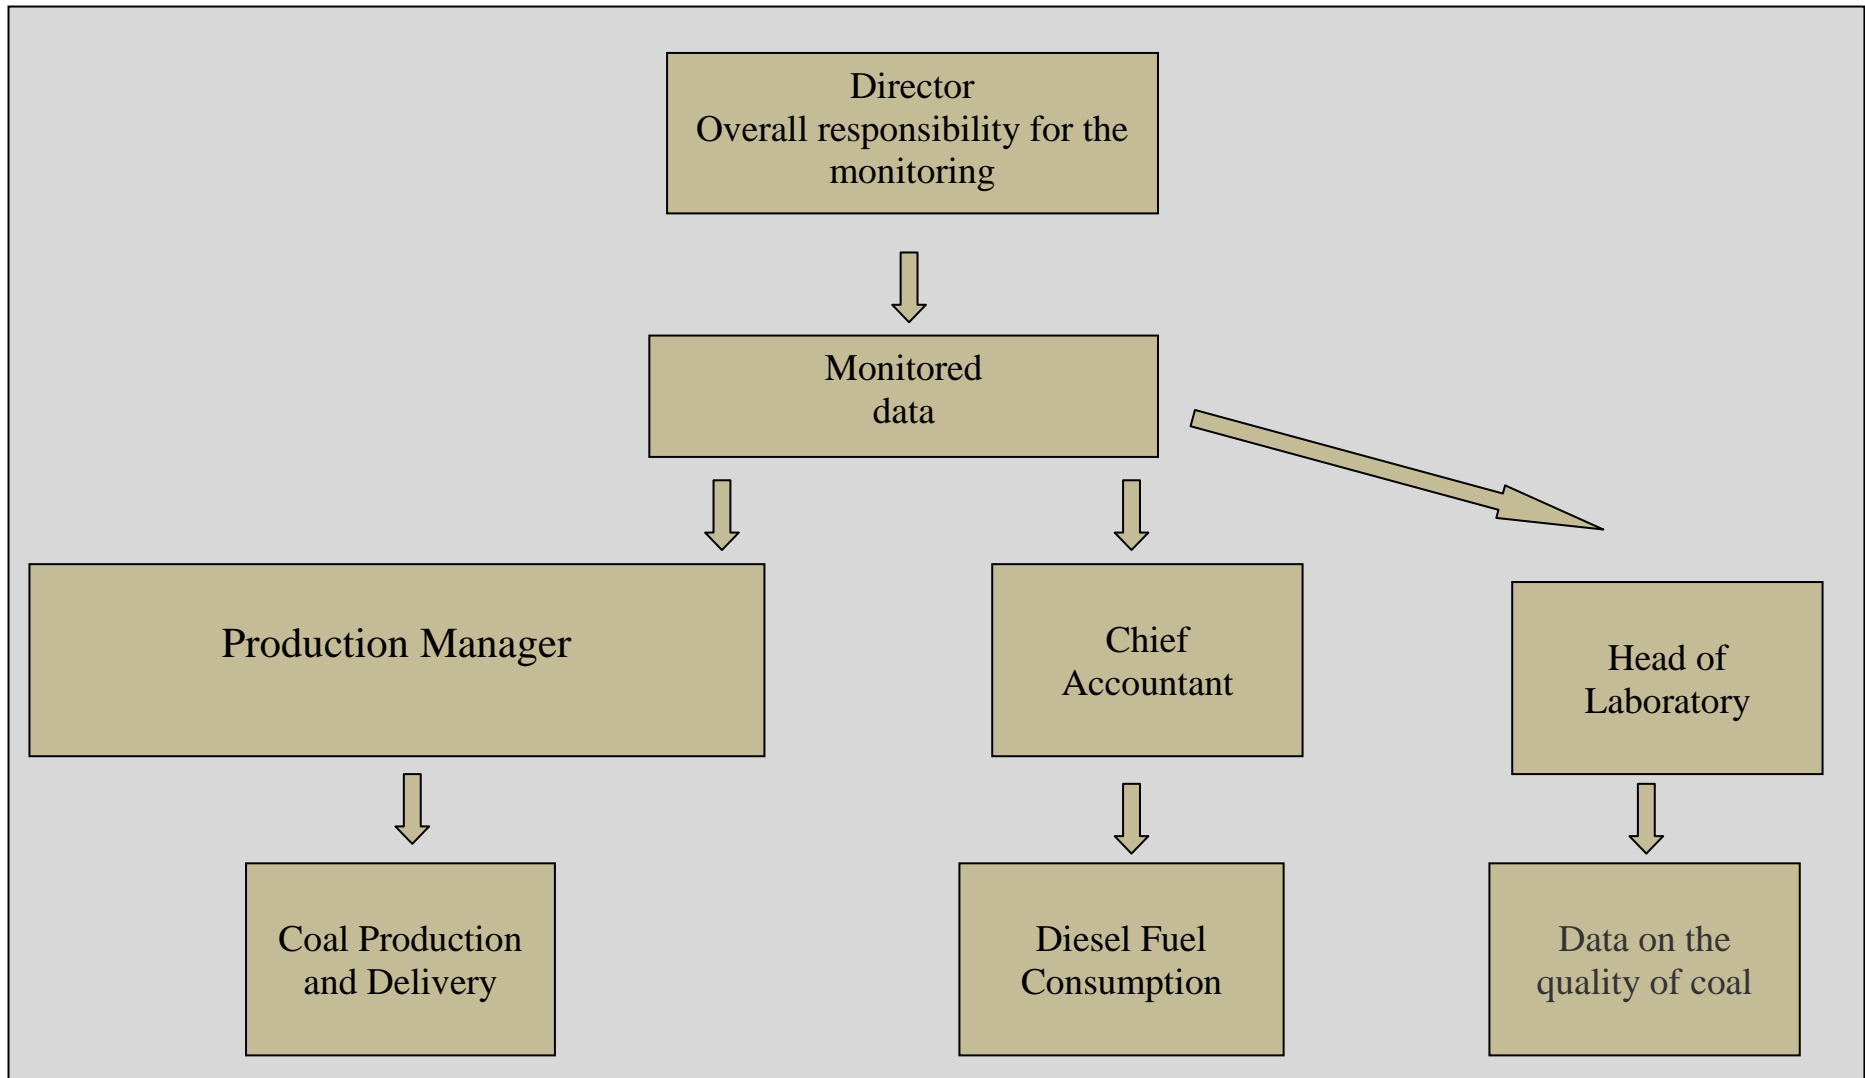 Director
Overall responsibility for the
monitoring
Monitored
data
Production Manager
Chief
Accountant
Head of
Laboratory
Coal Production
and Delivery
Diesel Fuel
Consumption
Data on the
quality of coal